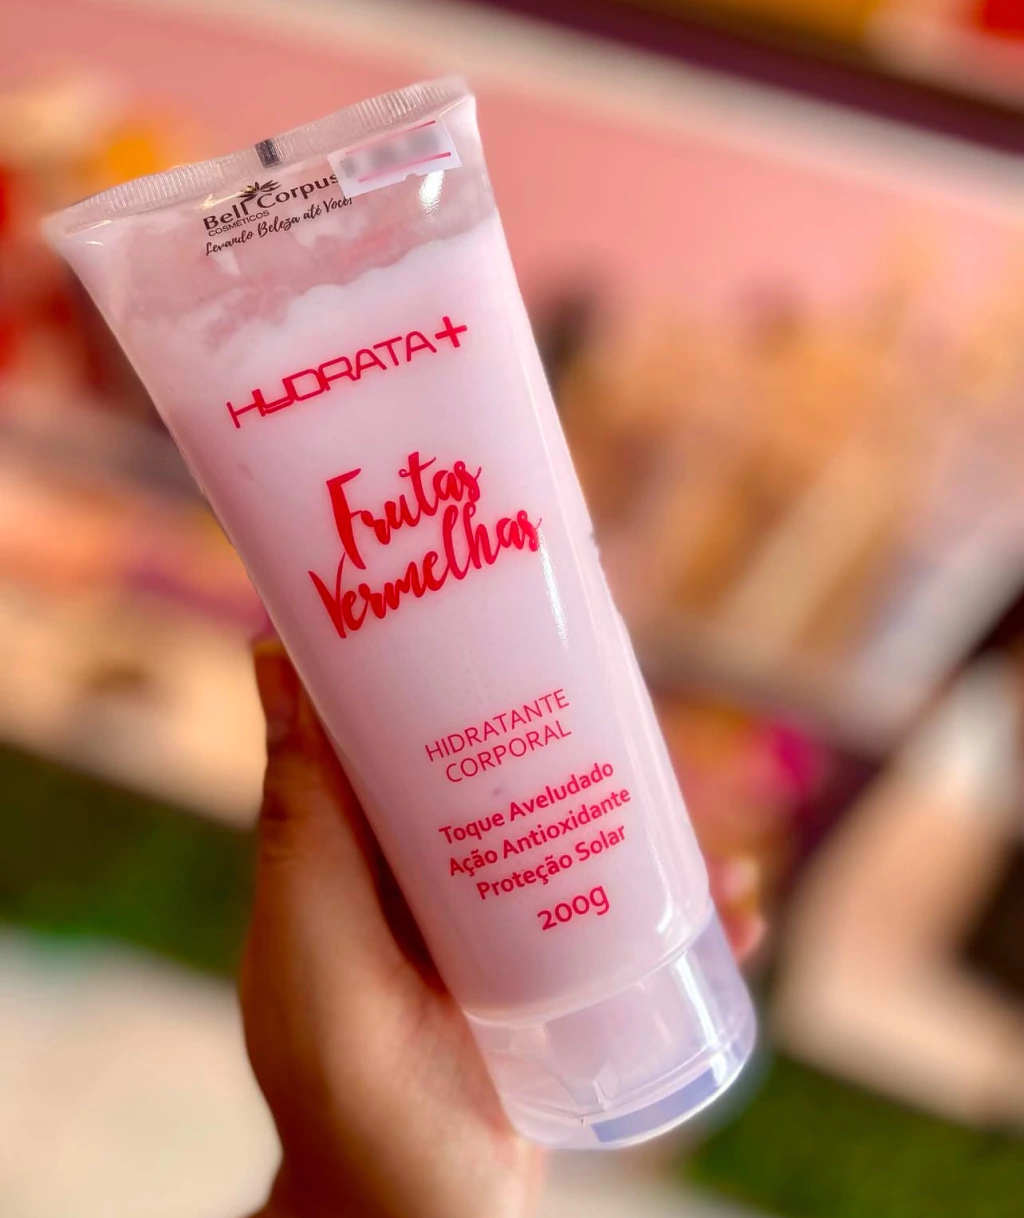 Bell Corpus
COSMÉTICOS
Levando Beleza até Você!
HYDRATA+
Frutas
Vermelhas
HIDRATANTE
CORPORAL
Toque Aveludado
Ação Antioxidante
Proteção Solar
200g